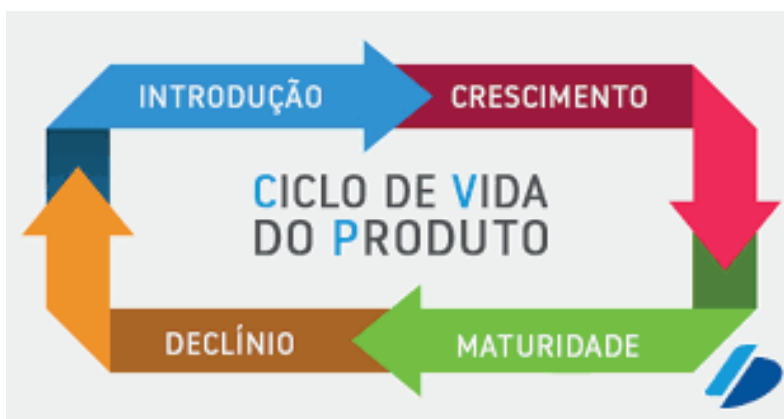 INTRODUÇÃO
CRESCIMENTO
CICLO DE VIDA
DO PRODUTO
DECLÍNIO
MATURIDADE